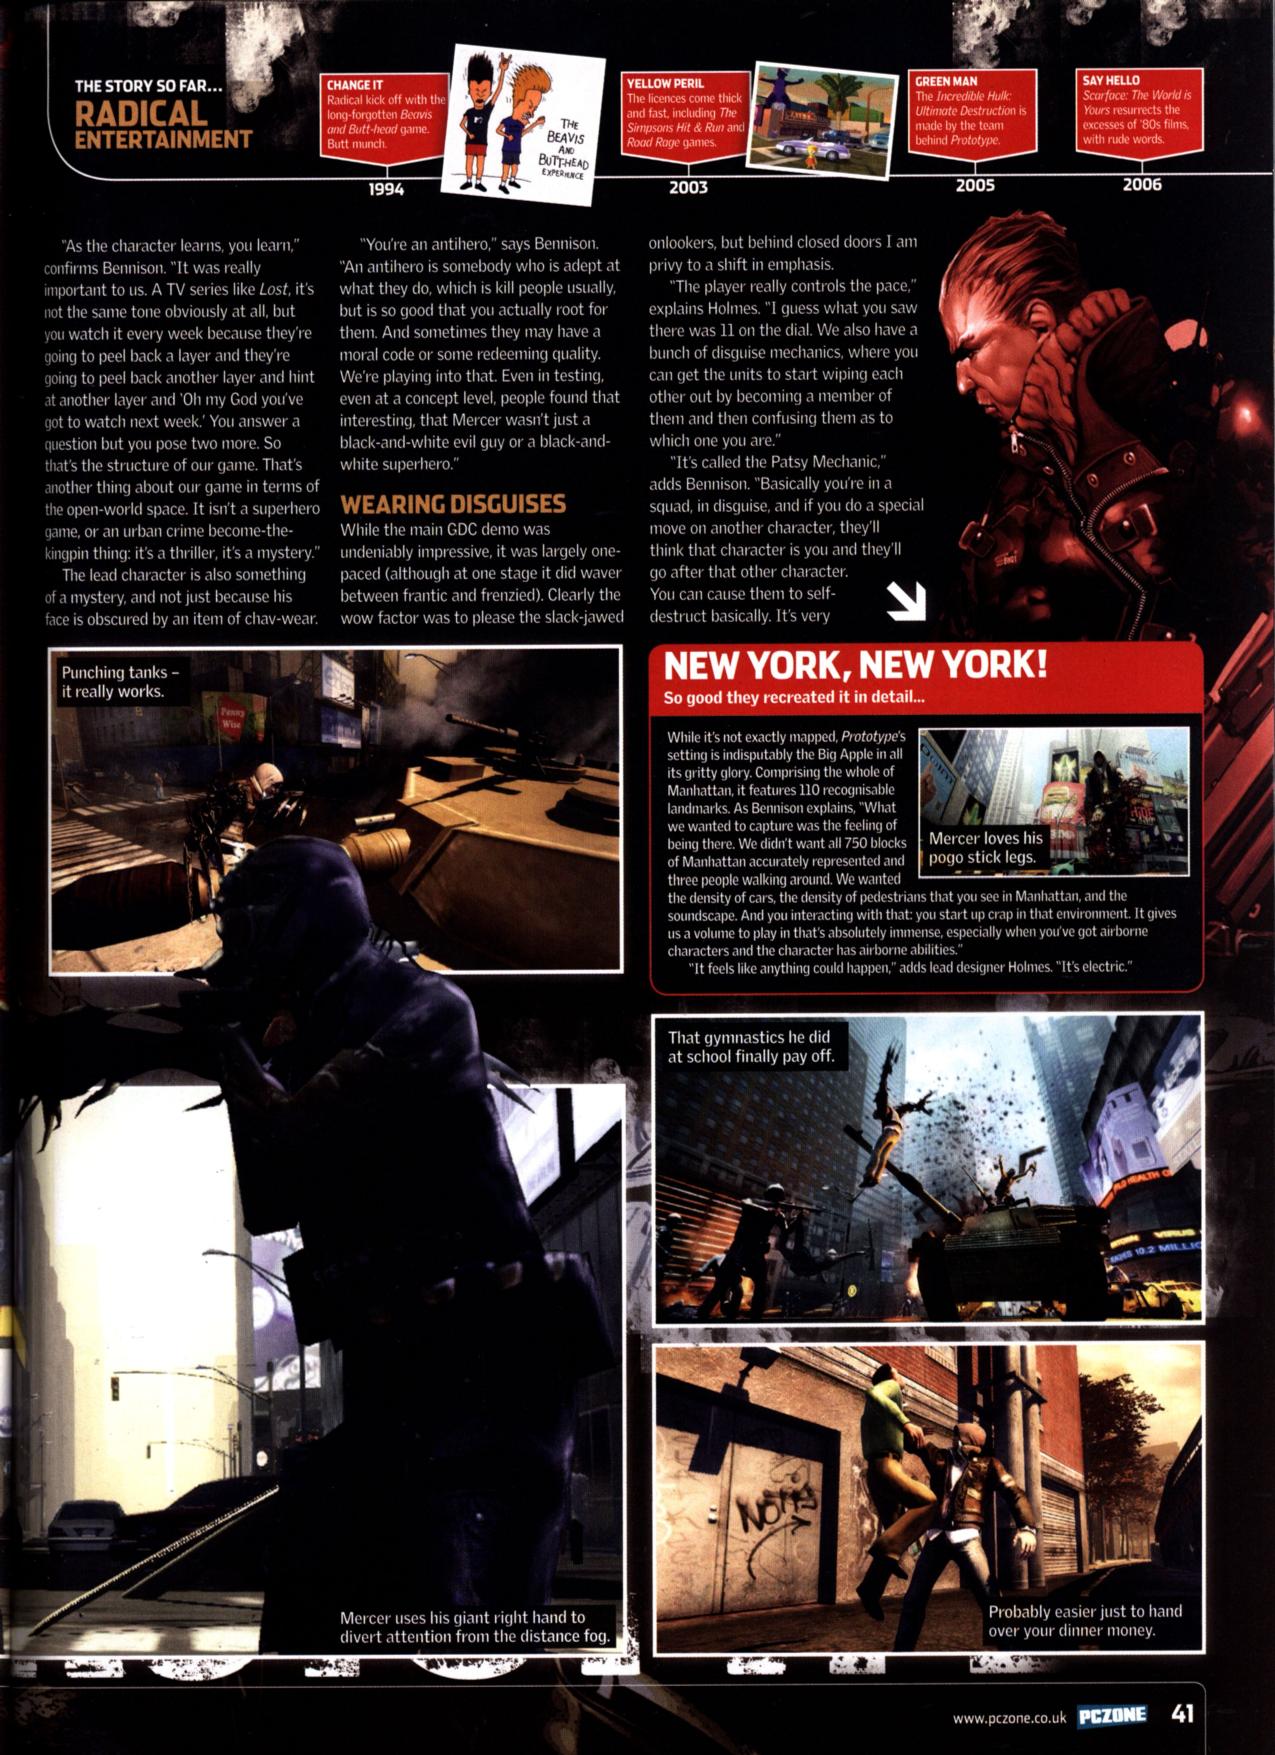 THE STORY SO FAR...
RADICAL
ENTERTAINMENT
CHANGE IT
Radical kick off with the
long-forgotten Beavis
and Butt-head game.
Butt munch.
1994
THE
BEAVIS
AND
BUTT-HEAD
EXPERIENCE
YELLOW PERIL
The licences come thick
and fast, including The
Simpsons Hit & Run and
Road Rage games.
2003
GREEN MAN
The Incredible Hulk:
Ultimate Destruction is
made by the team
behind Prototype.
2005
SAY HELLO
Scarface: The World is
Yours resurrects the
excesses of '80s films,
with rude words.
2006
"As the character learns, you learn,"
confirms Bennison. "It was really
important to us. A TV series like Lost, it's
not the same tone obviously at all, but
you watch it every week because they're
going to peel back a layer and they're
going to peel back another layer and hint
at another layer and 'Oh my God you've
got to watch next week.' You answer a
question but you pose two more. So
that's the structure of our game. That's
another thing about our game in terms of
the open-world space. It isn't a superhero
game, or an urban crime become-the-
kingpin thing: it's a thriller, it's a mystery."
The lead character is also something
of a mystery, and not just because his
face is obscured by an item of chav-wear.
"You're an antihero," says Bennison.
"An antihero is somebody who is adept at
what they do, which is kill people usually,
but is so good that you actually root for
them. And sometimes they may have a
moral code or some redeeming quality.
We're playing into that. Even in testing,
even at a concept level, people found that
interesting, that Mercer wasn't just a
black-and-white evil guy or a black-and-
white superhero."
WEARING DISGUISES
While the main GDC demo was
undeniably impressive, it was largely one-
paced (although at one stage it did waver
between frantic and frenzied). Clearly the
wow factor was to please the slack-jawed
onlookers, but behind closed doors I am
privy to a shift in emphasis.
"The player really controls the pace,"
explains Holmes. "I guess what you saw
there was 11 on the dial. We also have a
bunch of disguise mechanics, where you
can get the units to start wiping each
other out by becoming a member of
them and then confusing them as to
which one you are."
"It's called the Patsy Mechanic,"
adds Bennison. "Basically you're in a
squad, in disguise, and if you do a special
move on another character, they'll
think that character is you and they'll
go after that other character.
You can cause them to self-
destruct basically. It's very
Punching tanks –
it really works.
Penny
Wise
NEW YORK, NEW YORK!
So good they recreated it in detail...
While it's not exactly mapped, Prototype's
setting is indisputably the Big Apple in all
its gritty glory. Comprising the whole of
Manhattan, it features 110 recognisable
landmarks. As Bennison explains, "What
we wanted to capture was the feeling of
being there. We didn't want all 750 blocks
of Manhattan accurately represented and
three people walking around. We wanted
the density of cars, the density of pedestrians that you see in Manhattan, and the
soundscape. And you interacting with that: you start up crap in that environment. It gives
us a volume to play in that's absolutely immense, especially when you've got airborne
characters and the character has airborne abilities."
"It feels like anything could happen," adds lead designer Holmes. "It's electric."
Mercer loves his
pogo stick legs.
That gymnastics he did
at school finally pay off.
HEALTH
VIRUS
10.2 MILLI
Mercer uses his giant right hand to
divert attention from the distance fog.
Probably easier just to hand
over your dinner money.
www.pczone.co.uk PCZONE 41